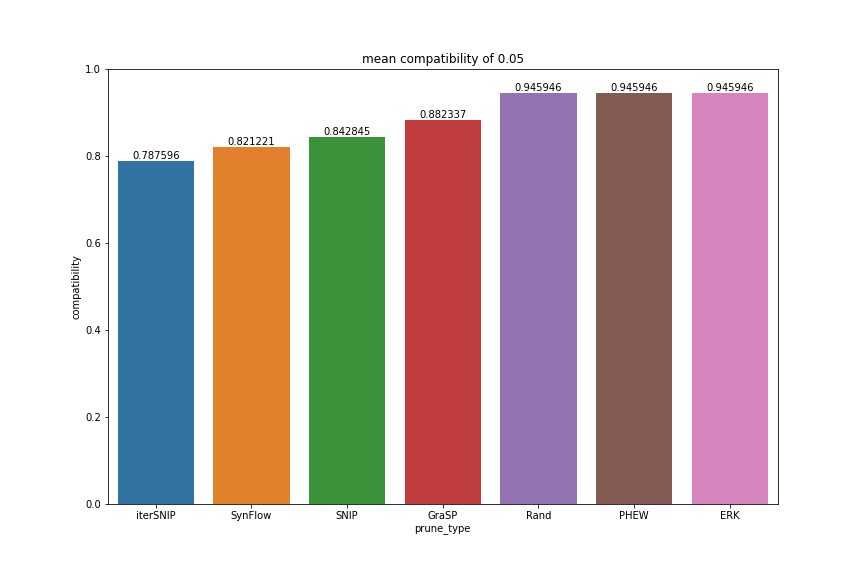 mean compatibility of 0.05
1.0
0.8
0.6
0.4
0.2
0.0
compatibility
0.787596
0.821221
0.842845
0.882337
0.945946
0.945946
0.945946
iterSNIP
SynFlow
SNIP
GraSP
Rand
PHEW
ERK
prune_type